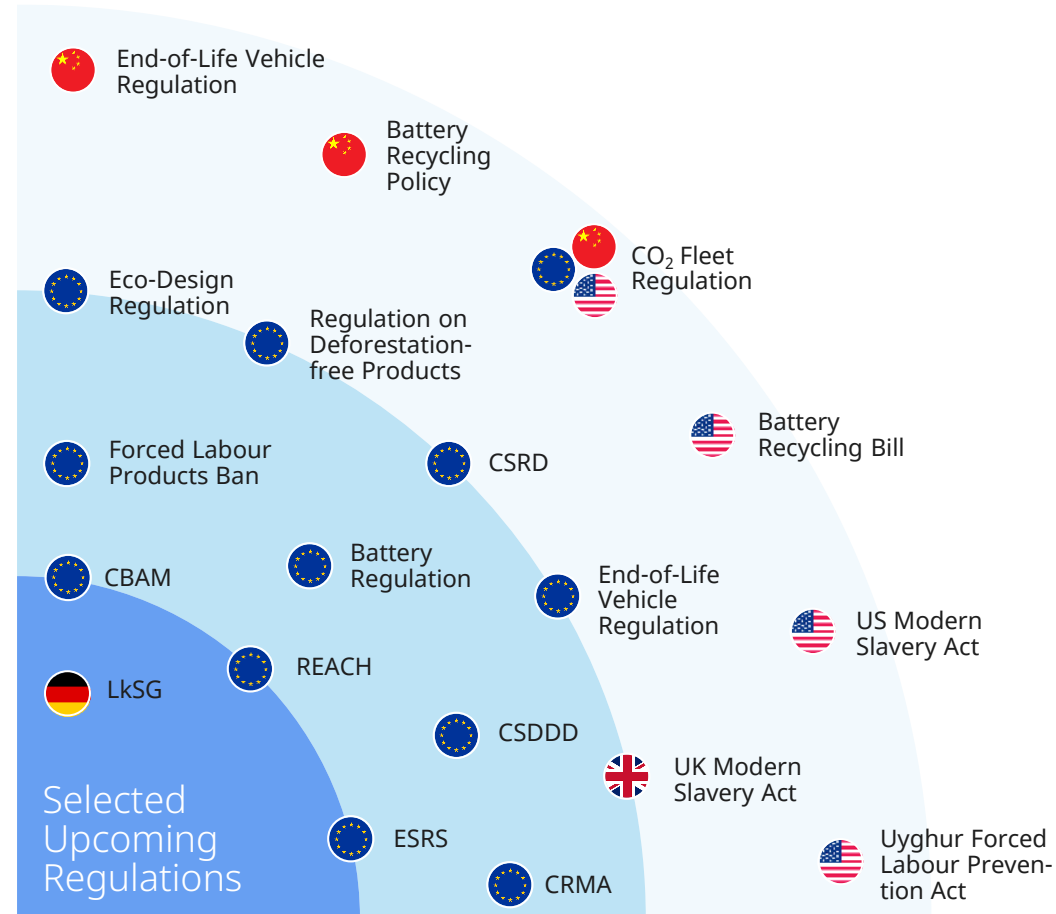 End-of-Life Vehicle
Regulation
Battery
Recycling
Policy
CO₂ Fleet
Regulation
Eco-Design
Regulation
Regulation on
Deforestation-
free Products
Battery
Recycling Bill
Forced Labour
Products Ban
CSRD
Battery
Regulation
CBAM
End-of-Life
Vehicle
Regulation
US Modern
Slavery Act
REACH
LkSG
CSDDD
UK Modern
Slavery Act
Selected
Upcoming
Regulations
ESRS
CRMA
Uyghur Forced
Labour Preven-
tion Act